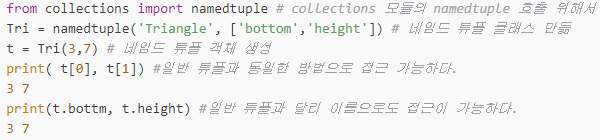 from collections import namedtuple # collections 모듈의 namedtuple 호출 위해서
Tri = namedtuple('Triangle', ['bottom','height']) # 네임드 튜플 클래스 만듦
t = Tri(3,7) # 네임드 튜플 객체 생성
print( t[0], t[1]) #일반 튜플과 동일한 방법으로 접근 가능하다.
3 7
print(t.bottm, t.height) #일반 튜플과 달리 이름으로도 접근이 가능하다.
3 7